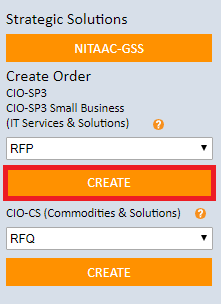 Strategic Solutions
NITAAC-GSS
Create Order
CIO-SP3
CIO-SP3 Small Business
(IT Services & Solutions) ?
RFP
CREATE
CIO-CS (Commodities & Solutions) ?
RFQ
CREATE